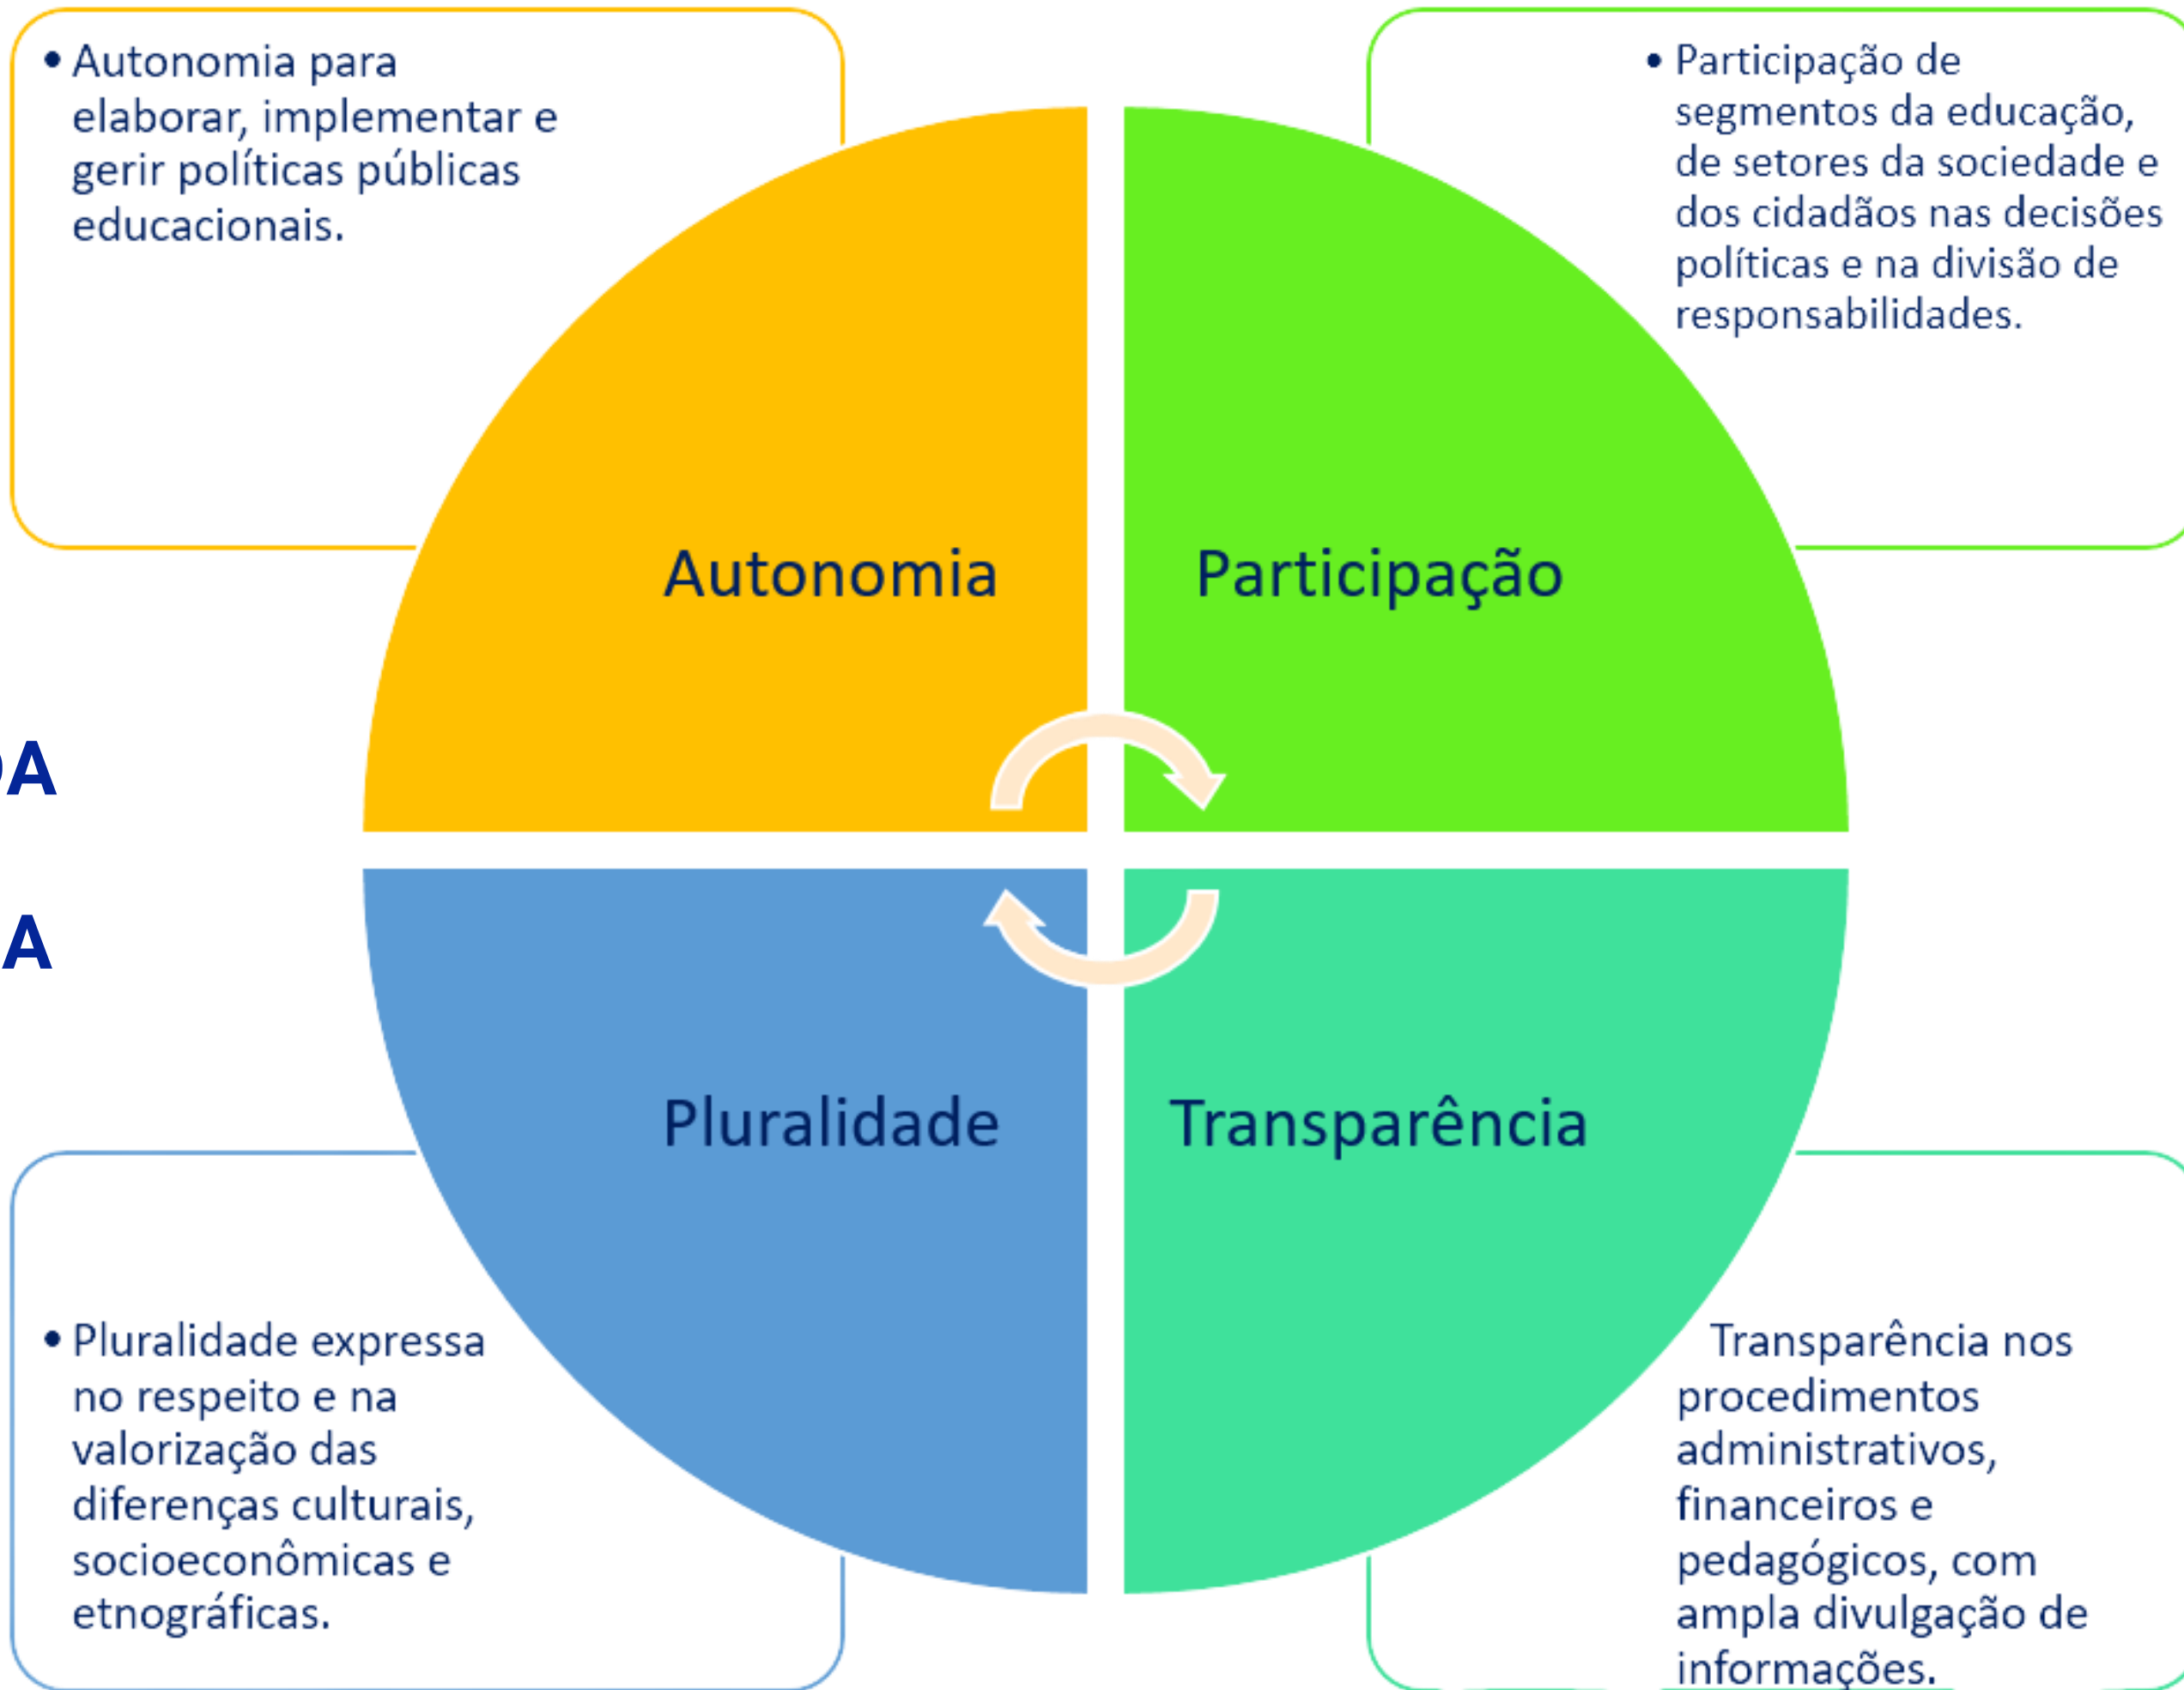 • Autonomia para
elaborar, implementar e
gerir políticas públicas
educacionais.
• Participação de
segmentos da educação,
de setores da sociedade e
dos cidadãos nas decisões
políticas e na divisão de
responsabilidades.
Autonomia
Participação
A
A
Pluralidade
Transparência
• Pluralidade expressa
no respeito e na
valorização das
diferenças culturais,
socioeconômicas e
etnográficas.
Transparência nos
procedimentos
administrativos,
financeiros e
pedagógicos, com
ampla divulgação de
informações.